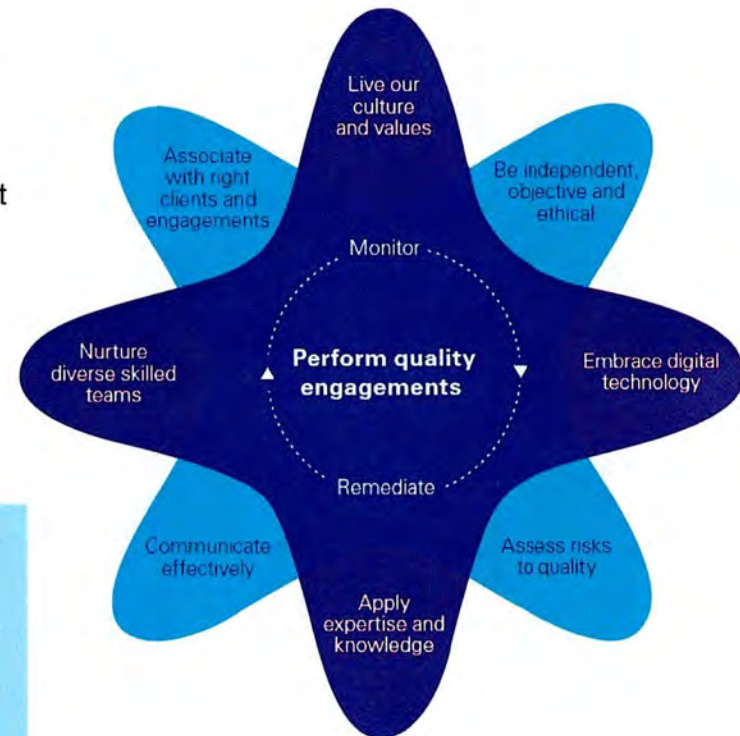 Live our
culture
and values
Associate
with right
clients and
engagements
Be independent,
objective and
ethical
t
Monitor
Nurture
diverse skilled
teams
Perform quality
engagements
Embrace digital
technology
Remediate
Communicate
effectively
Assess risks
to quality
Apply
expertise and
knowledge